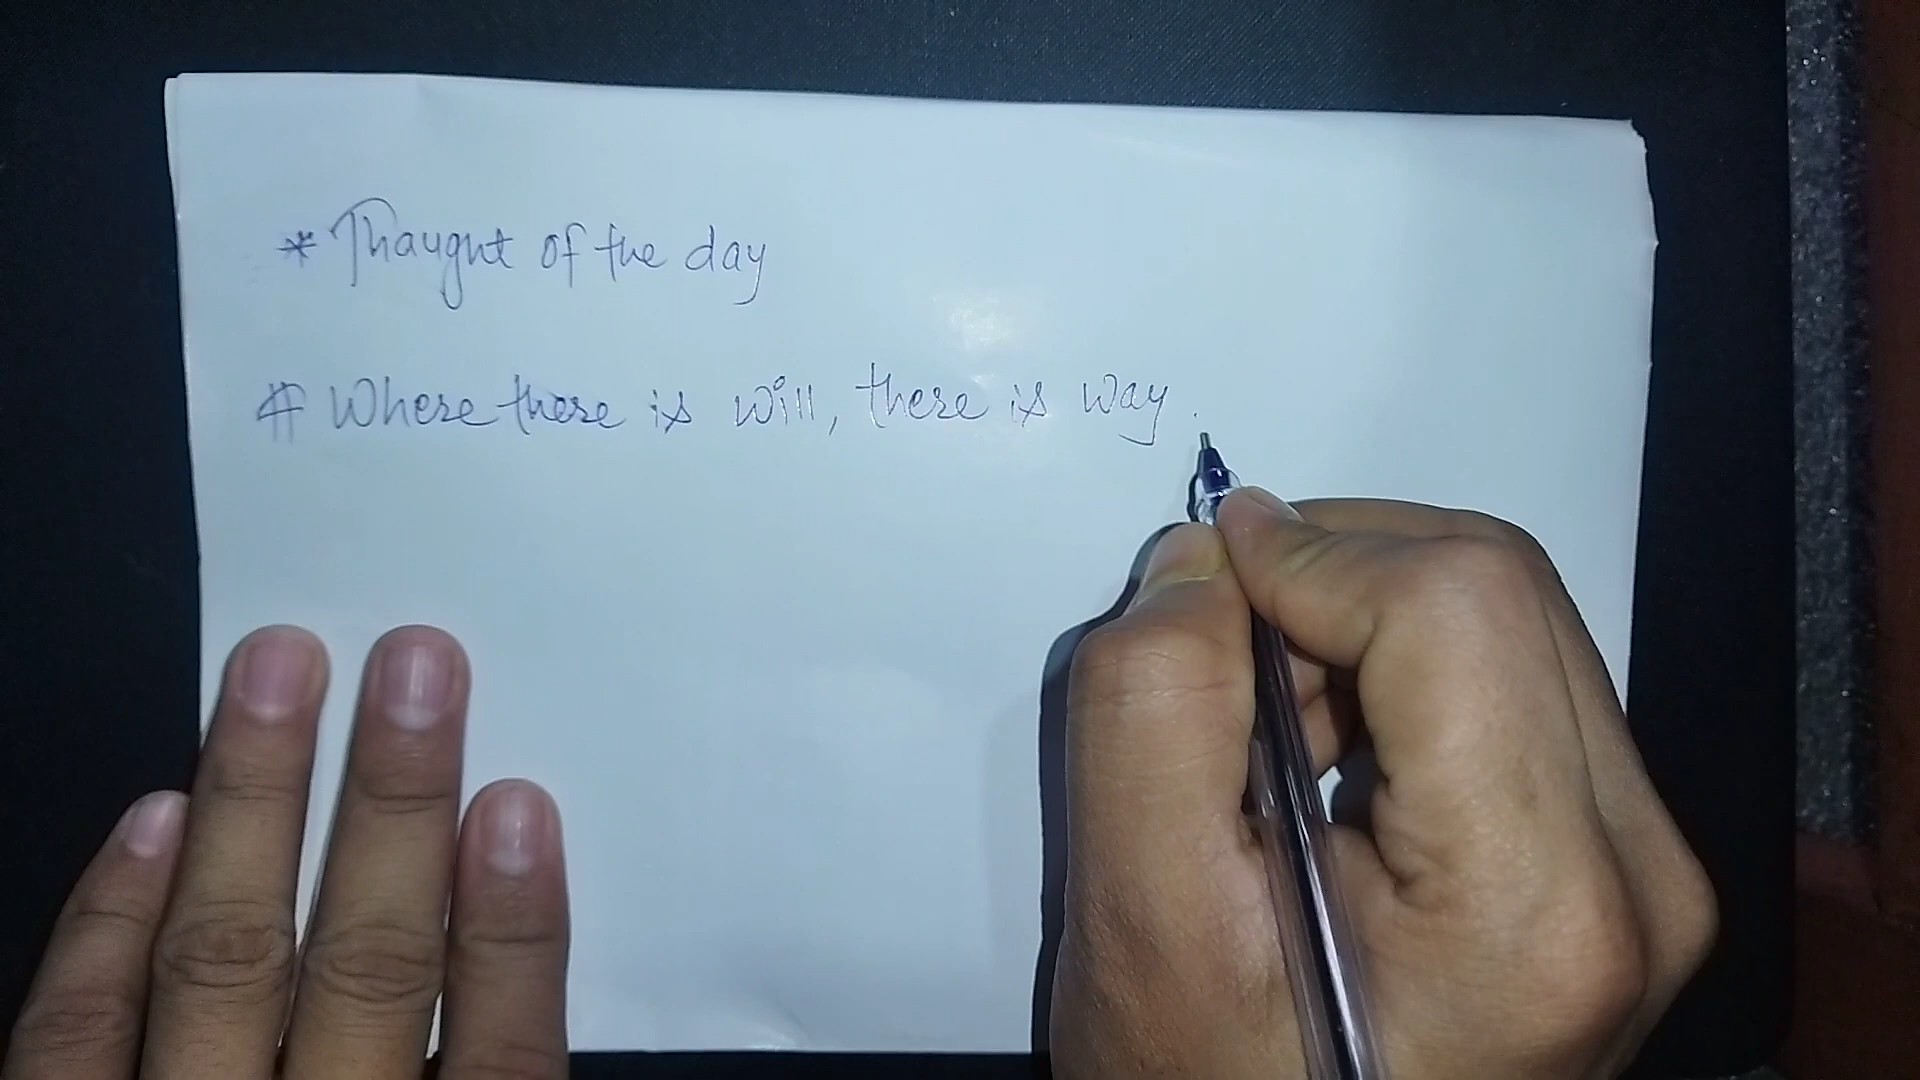 * Thaught of the day
# Where there is will, there is way.